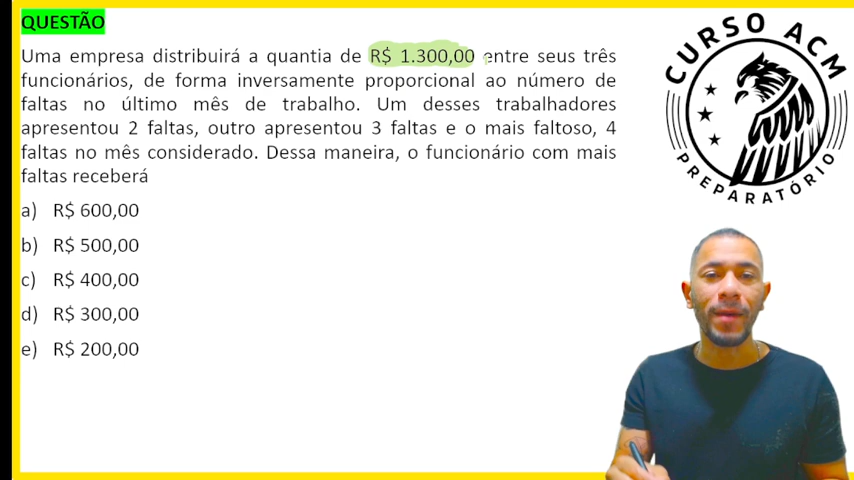 QUESTÃO
Uma empresa distribuirá a quantia de R$ 1.300,00 entre seus três
funcionários, de forma inversamente proporcional ao número de
faltas no último mês de trabalho. Um desses trabalhadores
apresentou 2 faltas, outro apresentou 3 faltas e o mais faltoso, 4
faltas no mês considerado. Dessa maneira, o funcionário com mais
faltas receberá
a) R$ 600,00
b) R$ 500,00
c) R$ 400,00
d) R$ 300,00
e) R$ 200,00
CURSO ACM
PREPARATÓRIO